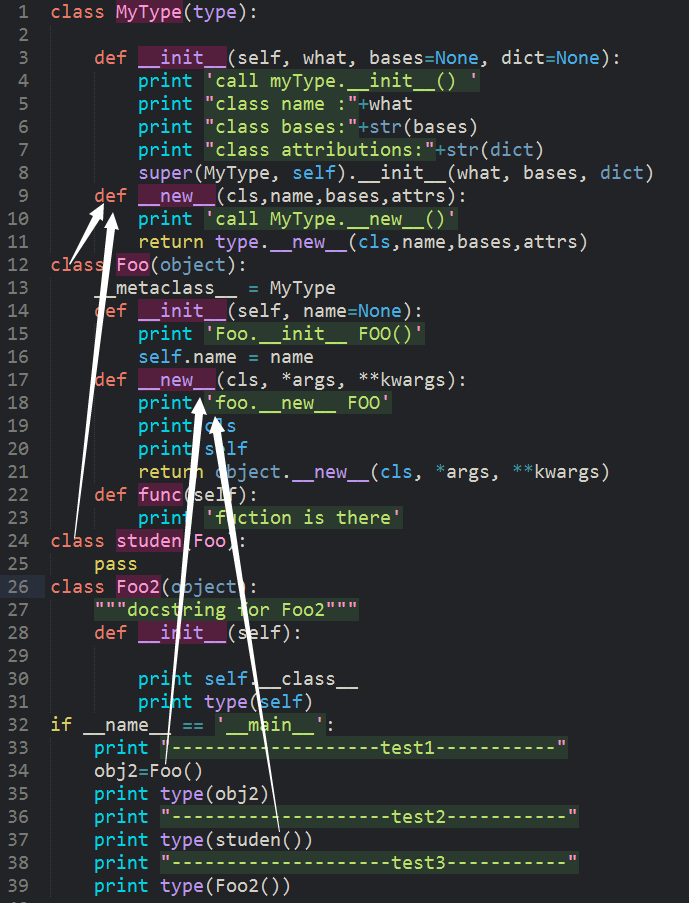 1 class MyType(type):
2
3     def __init__(self, what, bases=None, dict=None):
4         print 'call myType.__init__() '
5         print "class name :"+what
6         print "class bases:"+str(bases)
7         print "class attributions:"+str(dict)
8         super(MyType, self).__init__(what, bases, dict)
9     def __new__(cls,name,bases,attrs):
10         print 'call MyType.__new__()'
11         return type.__new__(cls,name,bases,attrs)
12 class Foo(object):
13     __metaclass__ = MyType
14     def __init__(self, name=None):
15         print 'Foo.__init__ FOO()'
16         self.name = name
17     def __new__(cls, *args, **kwargs):
18         print 'foo.__new__ FOO'
19         print cls
20         print self
21         return object.__new__(cls, *args, **kwargs)
22     def func(self):
23         print 'fuction is there'
24 class studen(Foo):
25     pass
26 class Foo2(object):
27     """docstring for Foo2"""
28     def __init__(self):
29
30         print self.__class__
31         print type(self)
32 if __name__ == '__main__':
33     print "-------------------test1-----------"
34     obj2=Foo()
35     print type(obj2)
36     print "--------------------test2-----------"
37     print type(studen())
38     print "--------------------test3-----------"
39     print type(Foo2())